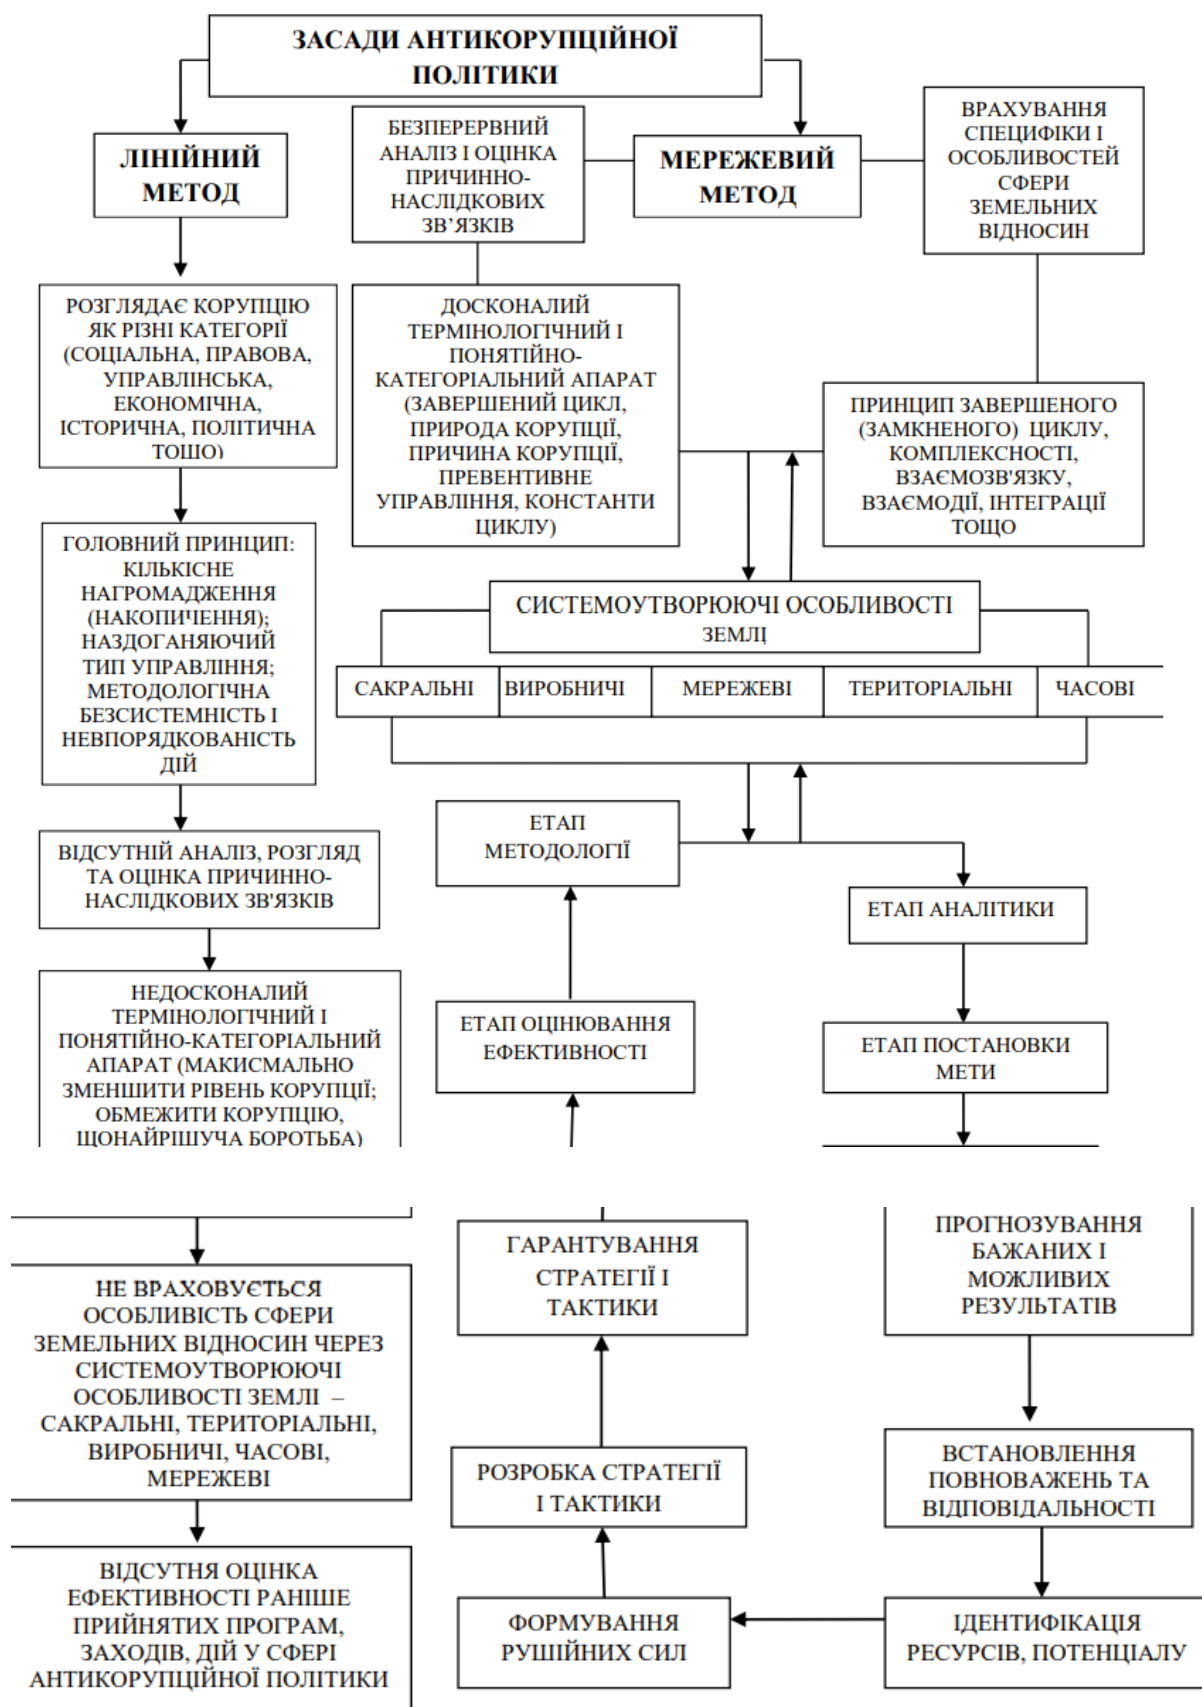 ЗАСАДИ АНТИКОРУПЦІЙНОЇ
ПОЛІТИКИ
ЛІНІЙНИЙ
МЕТОД
БЕЗПЕРЕРВНИЙ
АНАЛІЗ І ОЦІНКА
ПРИЧИННО-
НАСЛІДКОВИХ
ЗВ’ЯЗКІВ
МЕРЕЖЕВИЙ
МЕТОД
ВРАХУВАННЯ
СПЕЦИФІКИ І
ОСОБЛИВОСТЕЙ
СФЕРИ
ЗЕМЕЛЬНИХ
ВІДНОСИН
РОЗГЛЯДАЄ КОРУПЦІЮ
ЯК РІЗНІ КАТЕГОРІЇ
(СОЦІАЛЬНА, ПРАВОВА,
УПРАВЛІНСЬКА,
ЕКОНОМІЧНА,
ІСТОРИЧНА, ПОЛІТИЧНА
ТОЩО)
ДОСКОНАЛИЙ
ТЕРМІНОЛОГІЧНИЙ І
ПОНЯТІЙНО-
КАТЕГОРІАЛЬНИЙ АПАРАТ
(ЗАВЕРШЕНИЙ ЦИКЛ,
ПРИРОДА КОРУПЦІЇ,
ПРИЧИНА КОРУПЦІЇ,
ПРЕВЕНТИВНЕ
УПРАВЛІННЯ, КОНСТАНТИ
ЦИКЛУ)
ПРИНЦИП ЗАВЕРШЕНОГО
(ЗАМКНЕНОГО) ЦИКЛУ,
КОМПЛЕКСНОСТІ,
ВЗАЄМОЗВ'ЯЗКУ,
ВЗАЄМОДІЇ, ІНТЕГРАЦІЇ
ТОЩО
ГОЛОВНИЙ ПРИНЦИП:
КІЛЬКІСНЕ
НАГРОМАДЖЕННЯ
(НАКОПИЧЕННЯ);
НАЗДОГАНЯЮЧИЙ
ТИП УПРАВЛІННЯ;
МЕТОДОЛОГІЧНА
БЕЗСИСТЕМНІСТЬ І
НЕВПОРЯДКОВАНІСТЬ
ДІЙ
СИСТЕМОУТВОРЮЮЧІ ОСОБЛИВОСТІ
ЗЕМЛІ
САКРАЛЬНІ ВИРОБНИЧІ МЕРЕЖЕВІ ТЕРИТОРІАЛЬНІ ЧАСОВІ
ВІДСУТНІЙ АНАЛІЗ, РОЗГЛЯД
ТА ОЦІНКА ПРИЧИННО-
НАСЛІДКОВИХ ЗВ'ЯЗКІВ
ЕТАП
МЕТОДОЛОГІЇ
ЕТАП АНАЛІТИКИ
НЕДОСКОНАЛИЙ
ТЕРМІНОЛОГІЧНИЙ І
ПОНЯТІЙНО-КАТЕГОРІАЛЬНИЙ
АПАРАТ (МАКИСМАЛЬНО
ЗМЕНШИТИ РІВЕНЬ КОРУПЦІЇ;
ОБМЕЖИТИ КОРУПЦІЮ,
ЩОНАЙРІШУЧА БОРОТЬБА)
ЕТАП ОЦІНЮВАННЯ
ЕФЕКТИВНОСТІ
ЕТАП ПОСТАНОВКИ
МЕТИ
ГАРАНТУВАННЯ
СТРАТЕГІЇ І
ТАКТИКИ
ПРОГНОЗУВАННЯ
БАЖАНИХ І
МОЖЛИВИХ
РЕЗУЛЬТАТІВ
НЕ ВРАХОВУЄТЬСЯ
ОСОБЛИВІСТЬ СФЕРИ
ЗЕМЕЛЬНИХ ВІДНОСИН ЧЕРЕЗ
СИСТЕМОУТВОРЮЮЧІ
ОСОБЛИВОСТІ ЗЕМЛІ –
САКРАЛЬНІ, ТЕРИТОРІАЛЬНІ,
ВИРОБНИЧІ, ЧАСОВІ,
МЕРЕЖЕВІ
РОЗРОБКА СТРАТЕГІЇ
І ТАКТИКИ
ВСТАНОВЛЕННЯ
ПОВНОВАЖЕНЬ ТА
ВІДПОВІДАЛЬНОСТІ
ВІДСУТНЯ ОЦІНКА
ЕФЕКТИВНОСТІ РАНІШЕ
ПРИЙНЯТИХ ПРОГРАМ,
ЗАХОДІВ, ДІЙ У СФЕРІ
АНТИКОРУПЦІЙНОЇ ПОЛІТИКИ
ФОРМУВАННЯ
РУШІЙНИХ СИЛ
ІДЕНТИФІКАЦІЯ
РЕСУРСІВ, ПОТЕНЦІАЛУ